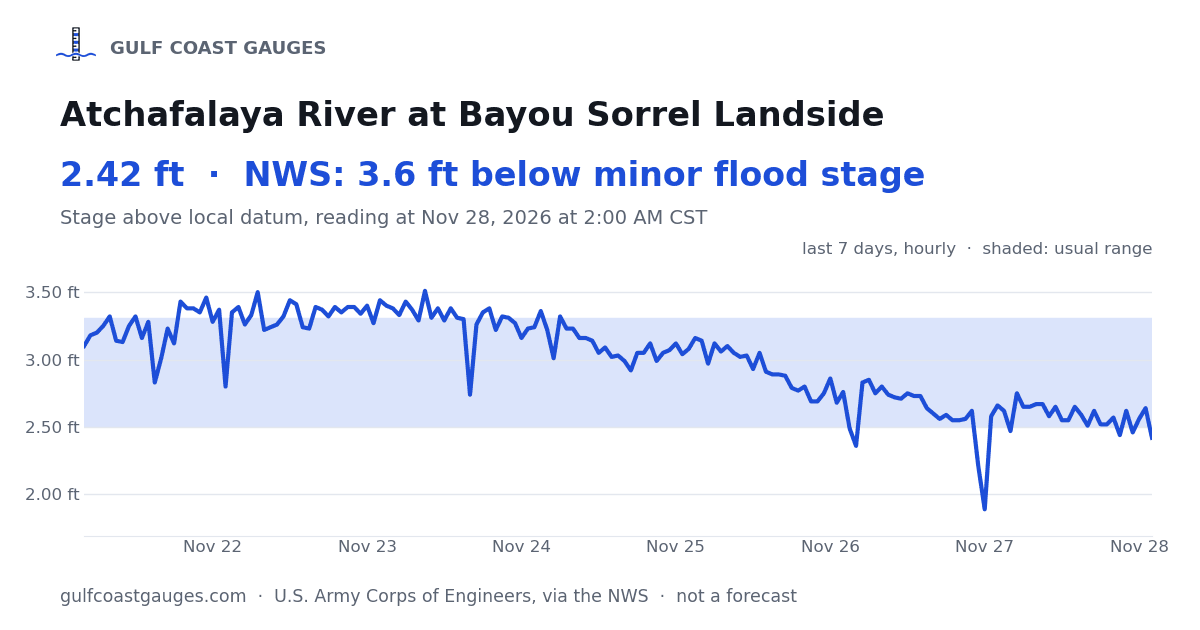 GULF COAST GAUGES
Atchafalaya River at Bayou Sorrel Landside
2.42 ft · NWS: 3.6 ft below minor flood stage
Stage above local datum, reading at Nov 28, 2026 at 2:00 AM CST
last 7 days, hourly · shaded: usual range
3.50 ft
3.00 ft
2.50 ft
2.00 ft
Nov 22 Nov 23 Nov 24 Nov 25 Nov 26 Nov 27 Nov 28
gulfcoastgauges.com · U.S. Army Corps of Engineers, via the NWS · not a forecast